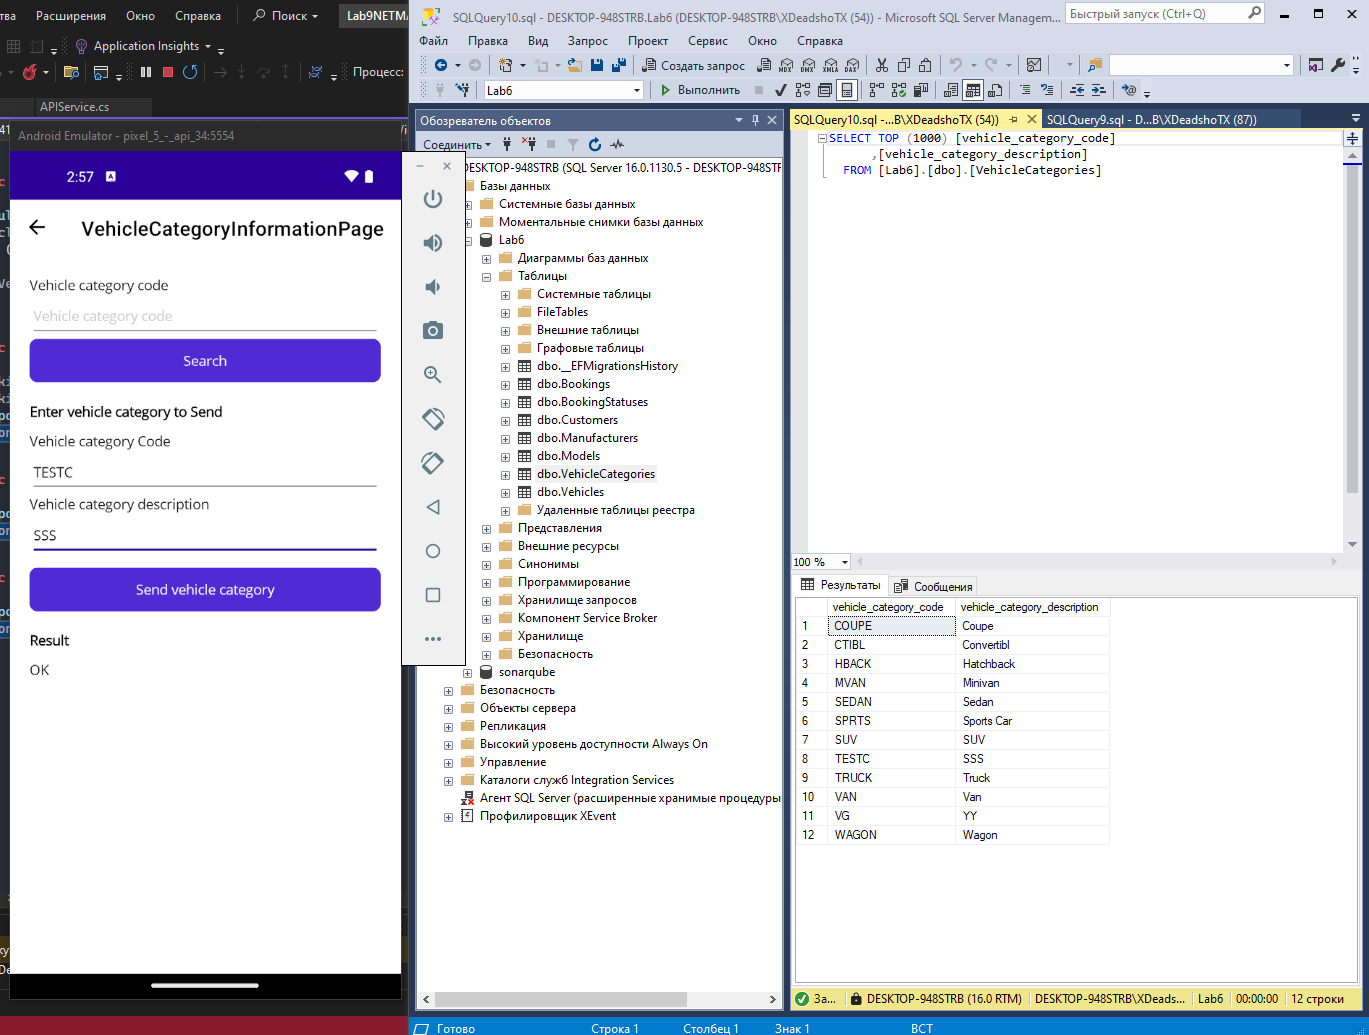 тва Расширения Окно Справка Поиск Lab9NETMA
Application Insights
Процесс:
APIService.cs
Android Emulator - pixel_5_-_api_34:5554
2:57
VehicleCategoryInformationPage
Vehicle category code
Vehicle category code
Search
Enter vehicle category to Send
Vehicle category Code
TESTC
Vehicle category description
SSS
Send vehicle category
Result
OK
SQLQuery10.sql - DESKTOP-948STRB.Lab6 (DESKTOP-948STRB\XDeadshoTX (54)) - Microsoft SQL Server Managem...
Быстрый запуск (Ctrl+Q)
Файл Правка Вид Запрос Проект Сервис Окно Справка
Создать запрос MDX DMX XMLA DAX
Lab6 Выполнить
Обозреватель объектов
Соединить
DESKTOP-948STRB (SQL Server 16.0.1130.5 - DESKTOP-948STF
Базы данных
Системные базы данных
Моментальные снимки базы данных
Lab6
Диаграммы баз данных
Таблицы
Системные таблицы
FileTables
Внешние таблицы
Графовые таблицы
dbo.__EFMigrationsHistory
dbo.Bookings
dbo.BookingStatuses
dbo.Customers
dbo.Manufacturers
dbo.Models
dbo.VehicleCategories
dbo.Vehicles
Удаленные таблицы реестра
Представления
Внешние ресурсы
Синонимы
Программирование
Хранилище запросов
Компонент Service Broker
Хранилище
Безопасность
sonarqube
Безопасность
Объекты сервера
Репликация
Высокий уровень доступности Always On
Управление
Каталоги служб Integration Services
Агент SQL Server (расширенные хранимые процедуры
Профилировщик XEvent
SQLQuery10.sql -...B\XDeadshoTX (54)) SQLQuery9.sql - D...B\XDeadshoTX (87))
SELECT TOP (1000) [vehicle_category_code]
,[vehicle_category_description]
FROM [Lab6].[dbo].[VehicleCategories]
100 %
Результаты Сообщения
vehicle_category_code vehicle_category_description
1 COUPE Coupe
2 CTIBL Convertibl
3 HBACK Hatchback
4 MVAN Minivan
5 SEDAN Sedan
6 SPRTS Sports Car
7 SUV SUV
8 TESTC SSS
9 TRUCK Truck
10 VAN Van
11 VG YY
12 WAGON Wagon
За... DESKTOP-948STRB (16.0 RTM) DESKTOP-948STRB\XDeads... Lab6 00:00:00 12 строки
Готово Строка 1 Столбец 1 Знак 1 ВСТ